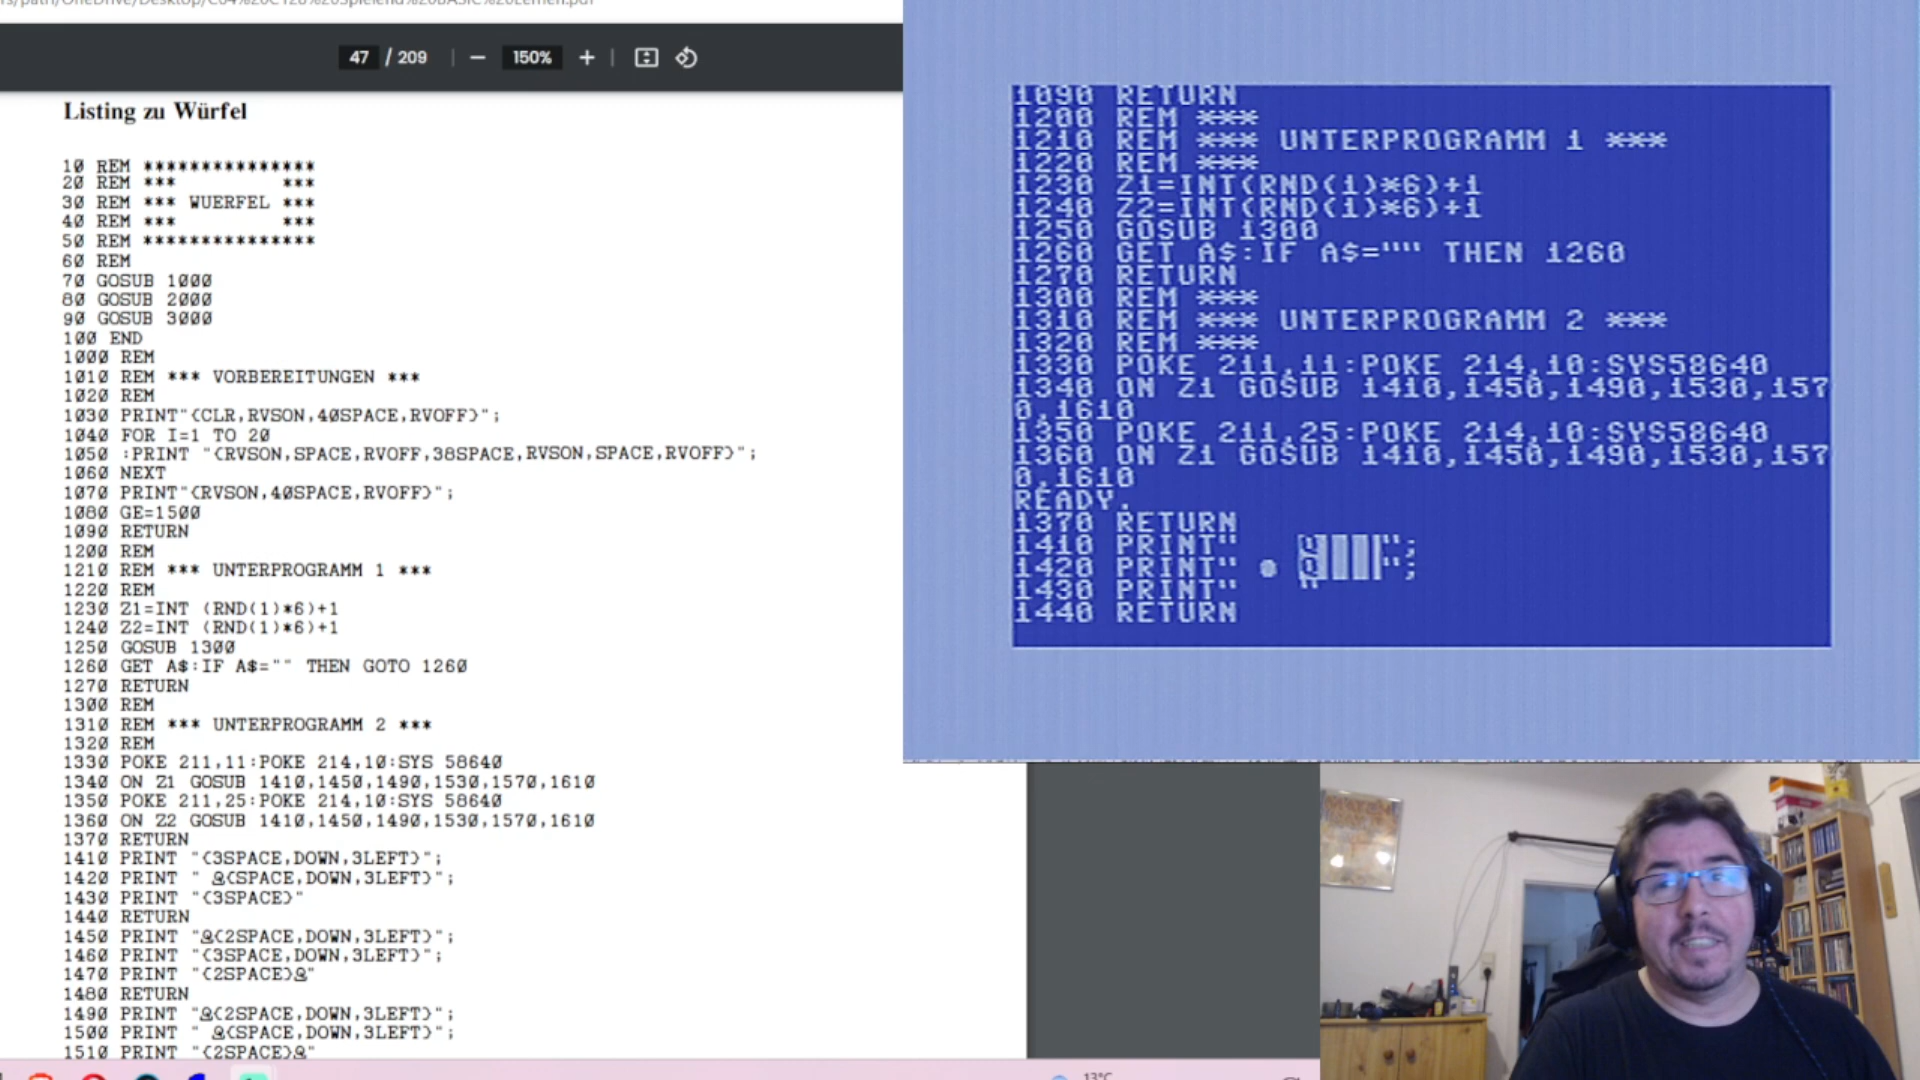 47 / 209 150%
Listing zu Würfel
10 REM ***************
20 REM ***         ***
30 REM *** WUERFEL ***
40 REM ***         ***
50 REM ***************
60 REM
70 GOSUB 1000
80 GOSUB 2000
90 GOSUB 3000
100 END
1000 REM
1010 REM *** VORBEREITUNGEN ***
1020 REM
1030 PRINT"{CLR,RVSON,40SPACE,RVOFF}";
1040 FOR I=1 TO 20
1050 :PRINT "{RVSON,SPACE,RVOFF,38SPACE,RVSON,SPACE,RVOFF}";
1060 NEXT
1070 PRINT"{RVSON,40SPACE,RVOFF}";
1080 GE=1500
1090 RETURN
1200 REM
1210 REM *** UNTERPROGRAMM 1 ***
1220 REM
1230 Z1=INT (RND(1)*6)+1
1240 Z2=INT (RND(1)*6)+1
1250 GOSUB 1300
1260 GET A$:IF A$="" THEN GOTO 1260
1270 RETURN
1300 REM
1310 REM *** UNTERPROGRAMM 2 ***
1320 REM
1330 POKE 211,11:POKE 214,10:SYS 58640
1340 ON Z1 GOSUB 1410,1450,1490,1530,1570,1610
1350 POKE 211,25:POKE 214,10:SYS 58640
1360 ON Z2 GOSUB 1410,1450,1490,1530,1570,1610
1370 RETURN
1410 PRINT "{3SPACE,DOWN,3LEFT}";
1420 PRINT " Q{SPACE,DOWN,3LEFT}";
1430 PRINT "{3SPACE}"
1440 RETURN
1450 PRINT "Q{2SPACE,DOWN,3LEFT}";
1460 PRINT "{3SPACE,DOWN,3LEFT}";
1470 PRINT "{2SPACE}Q"
1480 RETURN
1490 PRINT "Q{2SPACE,DOWN,3LEFT}";
1500 PRINT " Q{SPACE,DOWN,3LEFT}";
1510 PRINT "{2SPACE}Q"
1090 RETURN
1200 REM ***
1210 REM *** UNTERPROGRAMM 1 ***
1220 REM ***
1230 Z1=INT(RND(1)*6)+1
1240 Z2=INT(RND(1)*6)+1
1250 GOSUB 1300
1260 GET A$:IF A$="" THEN 1260
1270 RETURN
1300 REM ***
1310 REM *** UNTERPROGRAMM 2 ***
1320 REM ***
1330 POKE 211,11:POKE 214,10:SYS58640
1340 ON Z1 GOSUB 1410,1450,1490,1530,157
0,1610
1350 POKE 211,25:POKE 214,10:SYS58640
1360 ON Z1 GOSUB 1410,1450,1490,1530,157
0,1610
READY.
1370 RETURN
1410 PRINT"   Q||||";
1420 PRINT" ● Q||||";
1430 PRINT"   "
1440 RETURN
13°C